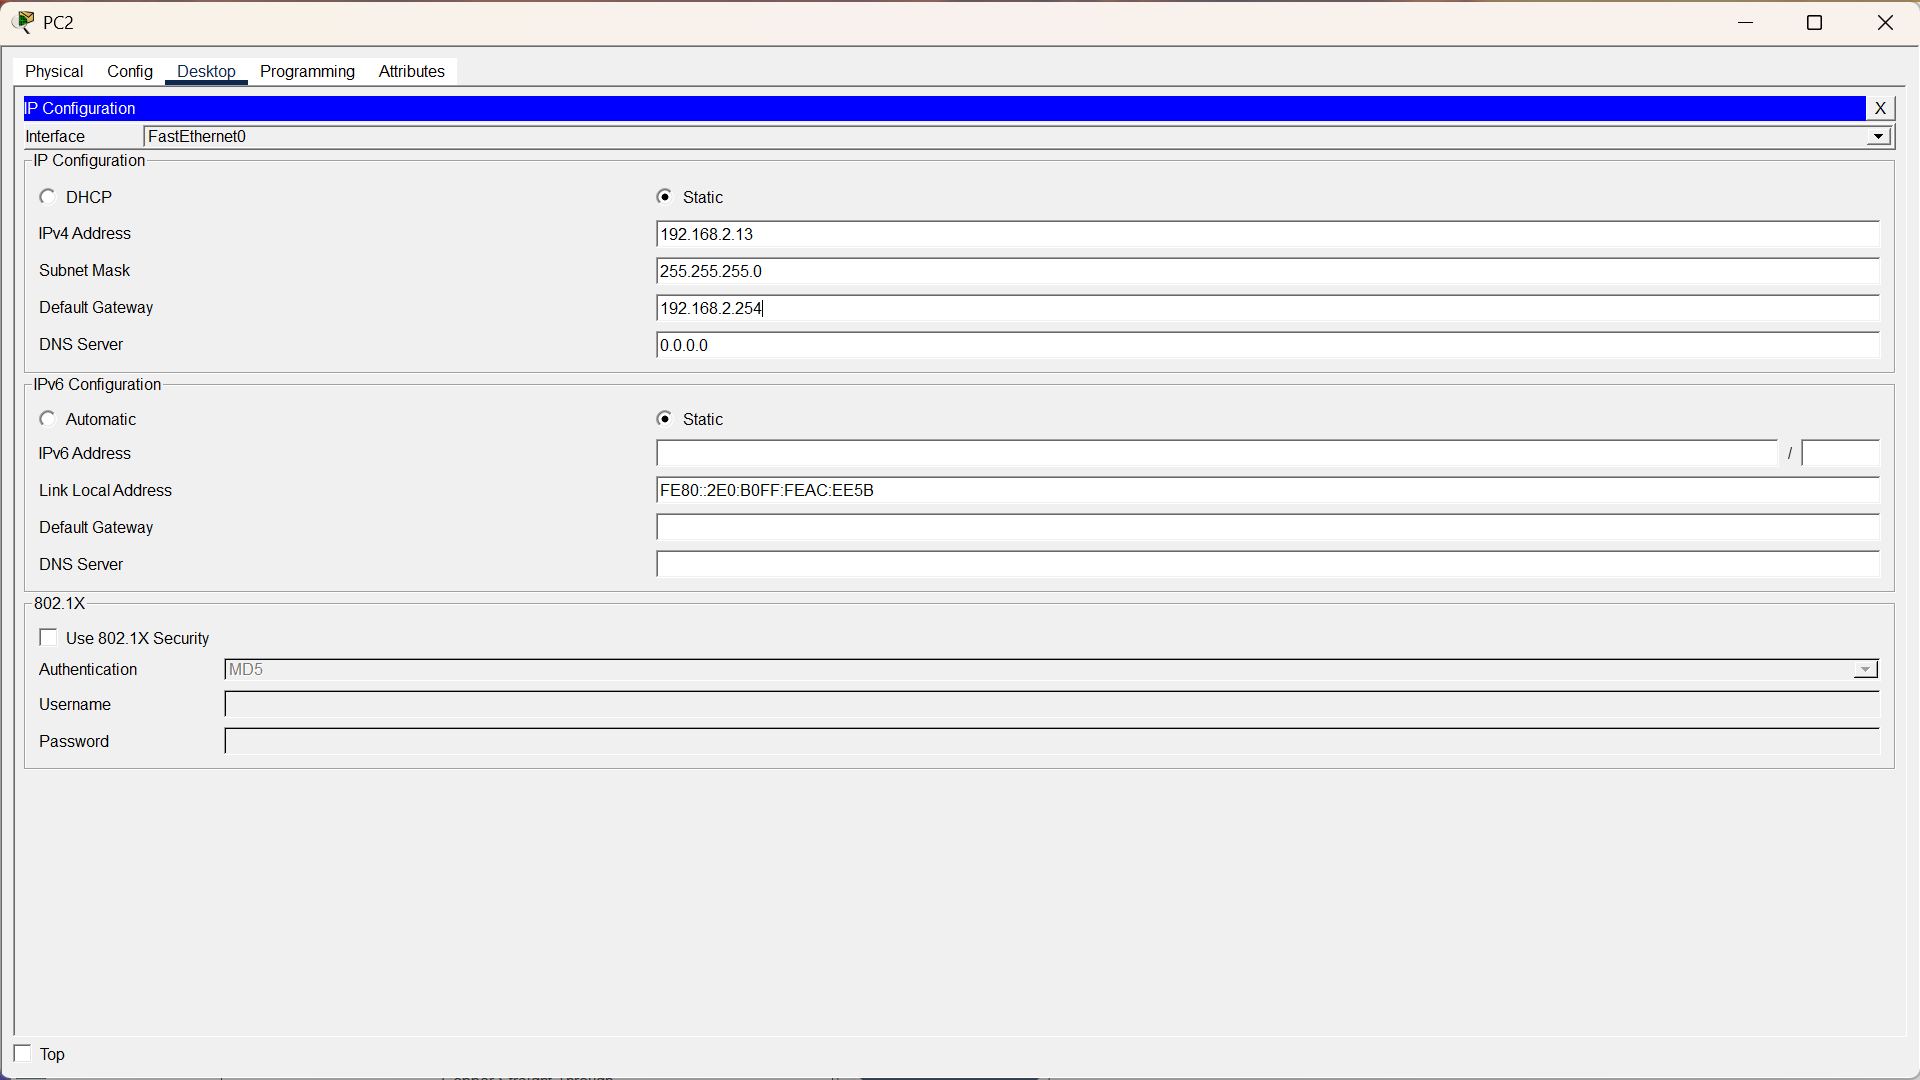 PC2
Physical Config Desktop Programming Attributes
IP Configuration X
Interface FastEthernet0
IP Configuration
DHCP Static
IPv4 Address 192.168.2.13
Subnet Mask 255.255.255.0
Default Gateway 192.168.2.254
DNS Server 0.0.0.0
IPv6 Configuration
Automatic Static
IPv6 Address /
Link Local Address FE80::2E0:B0FF:FEAC:EE5B
Default Gateway
DNS Server
802.1X
Use 802.1X Security
Authentication MD5
Username
Password
Top